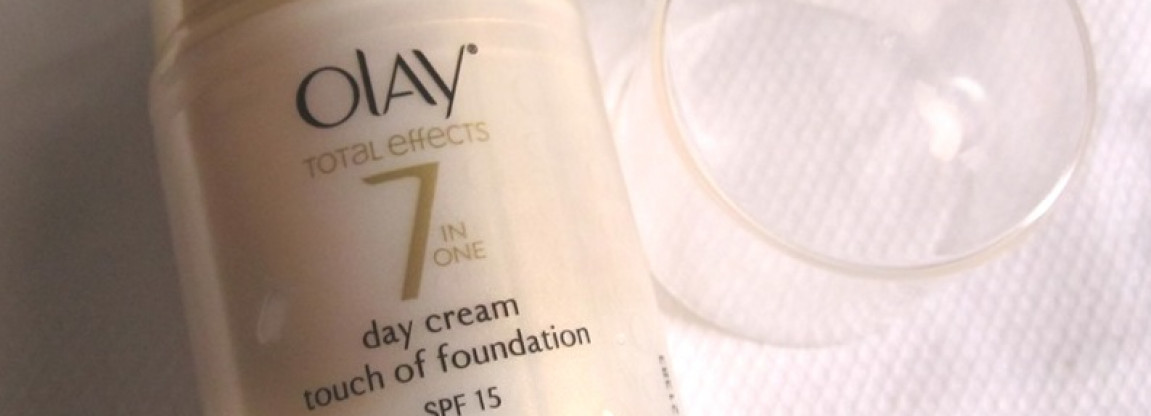 OLAY®
TOTAL effects
7
IN
ONE
day cream
touch of foundation
SPF 15